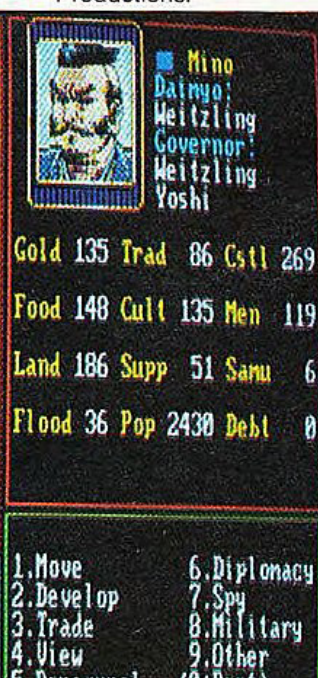 Productions.
Mino
Daimyo:
Weitzling
Governor:
Weitzling
Yoshi
Gold 135 Trad 86 Cstl 269
Food 148 Cult 135 Men 119
Land 186 Supp 51 Samu 6
Flood 36 Pop 2430 Debt 0
1.Move 6.Diplomacy
2.Develop 7.Spy
3.Trade 8.Military
4.View 9.Other